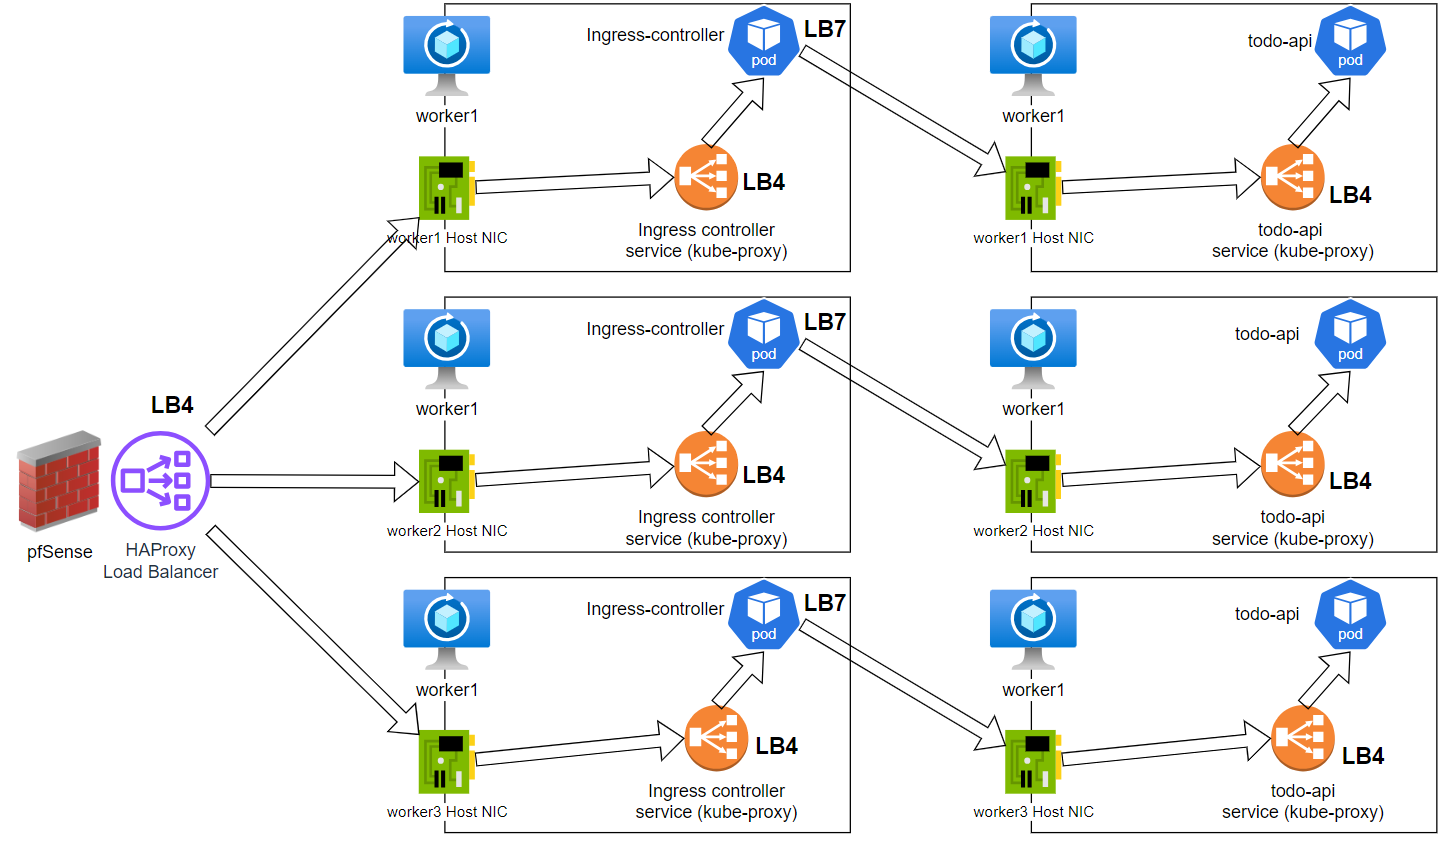 Ingress-controller
pod
LB7
worker1
LB4
Ingress controller
service (kube-proxy)
worker1 Host NIC
todo-api
pod
worker1
LB4
todo-api
service (kube-proxy)
worker1 Host NIC
Ingress-controller
pod
LB7
worker1
LB4
Ingress controller
service (kube-proxy)
worker2 Host NIC
todo-api
pod
worker1
LB4
todo-api
service (kube-proxy)
worker2 Host NIC
LB4
pfSense
HAProxy
Load Balancer
Ingress-controller
pod
LB7
worker1
LB4
Ingress controller
service (kube-proxy)
worker3 Host NIC
todo-api
pod
worker1
LB4
todo-api
service (kube-proxy)
worker3 Host NIC